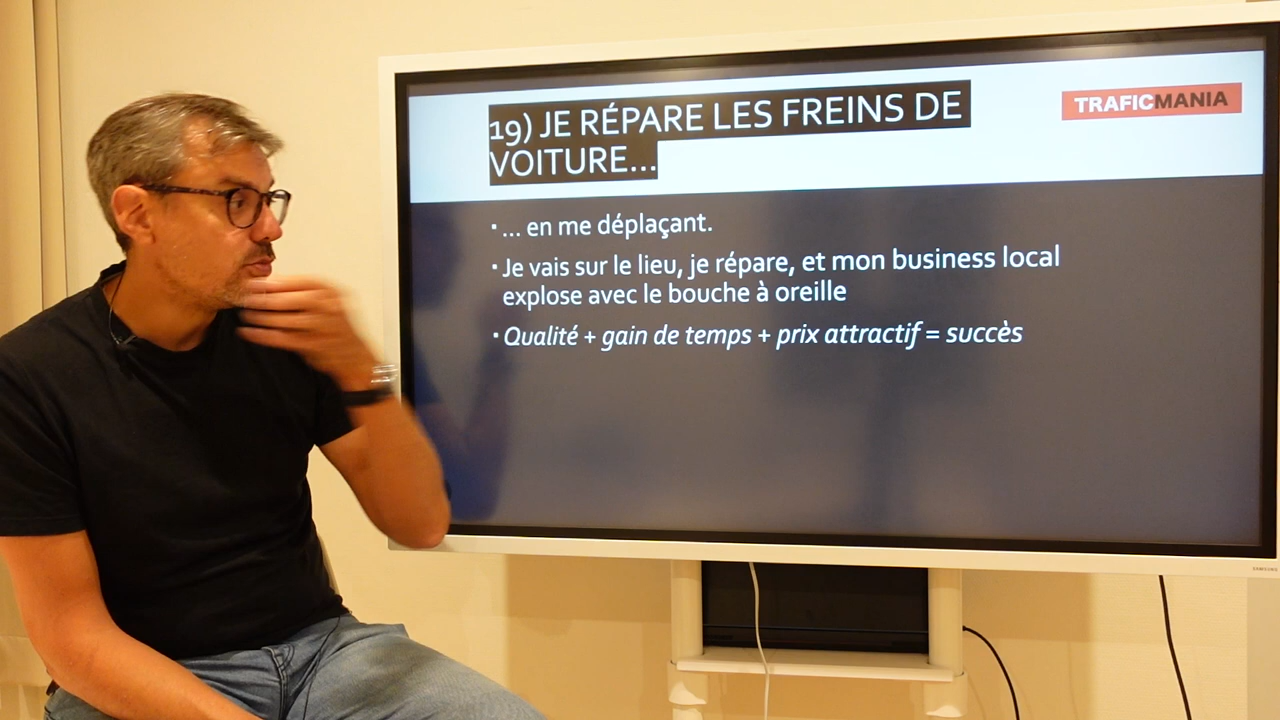 19) JE RÉPARE LES FREINS DE
VOITURE...
TRAFICMANIA
▪ ... en me déplaçant.
▪ Je vais sur le lieu, je répare, et mon business local
explose avec le bouche à oreille
▪ Qualité + gain de temps + prix attractif = succès
SAMSUNG